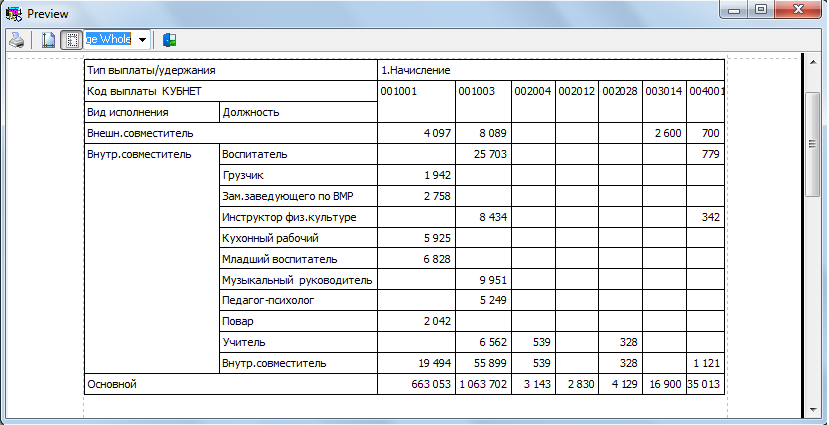 Preview
ge Whole
Тип выплаты/удержания 1.Начисление
Код выплаты КУБНЕТ 001001 001003 002004 002012 002028 003014 004001
Вид исполнения Должность
Внешн.совместитель 4 097 8 089 2 600 700
Внутр.совместитель Воспитатель 25 703 779
Грузчик 1 942
Зам.заведующего по ВМР 2 758
Инструктор физ.культуре 8 434 342
Кухонный рабочий 5 925
Младший воспитатель 6 828
Музыкальный руководитель 9 951
Педагог-психолог 5 249
Повар 2 042
Учитель 6 562 539 328
Внутр.совместитель 19 494 55 899 539 328 1 121
Основной 663 053 1 063 702 3 143 2 830 4 129 16 900 35 013